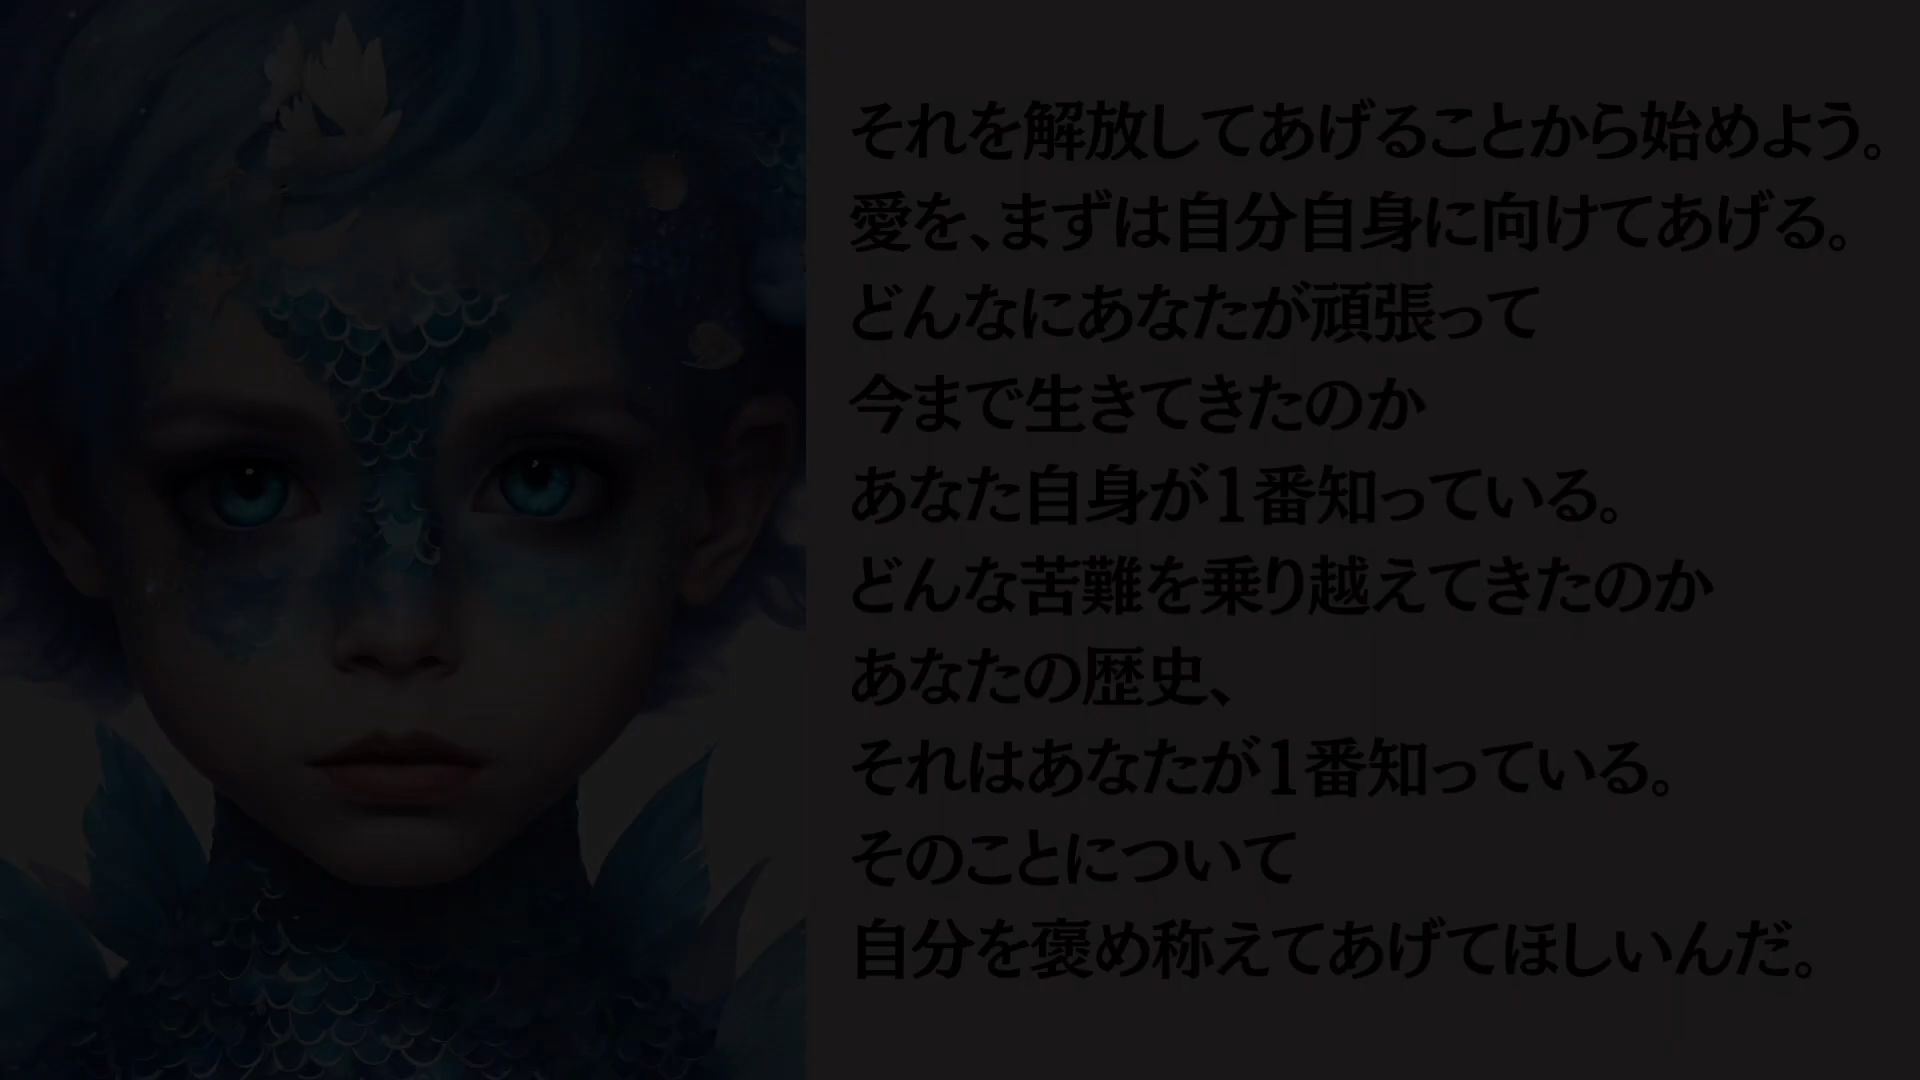 それを解放してあげることから始めよう。
愛を、まずは自分自身に向けてあげる。
どんなにあなたが頑張って
今まで生きてきたのか
あなた自身が1番知っている。
どんな苦難を乗り越えてきたのか
あなたの歴史、
それはあなたが1番知っている。
そのことについて
自分を褒め称えてあげてほしいんだ。